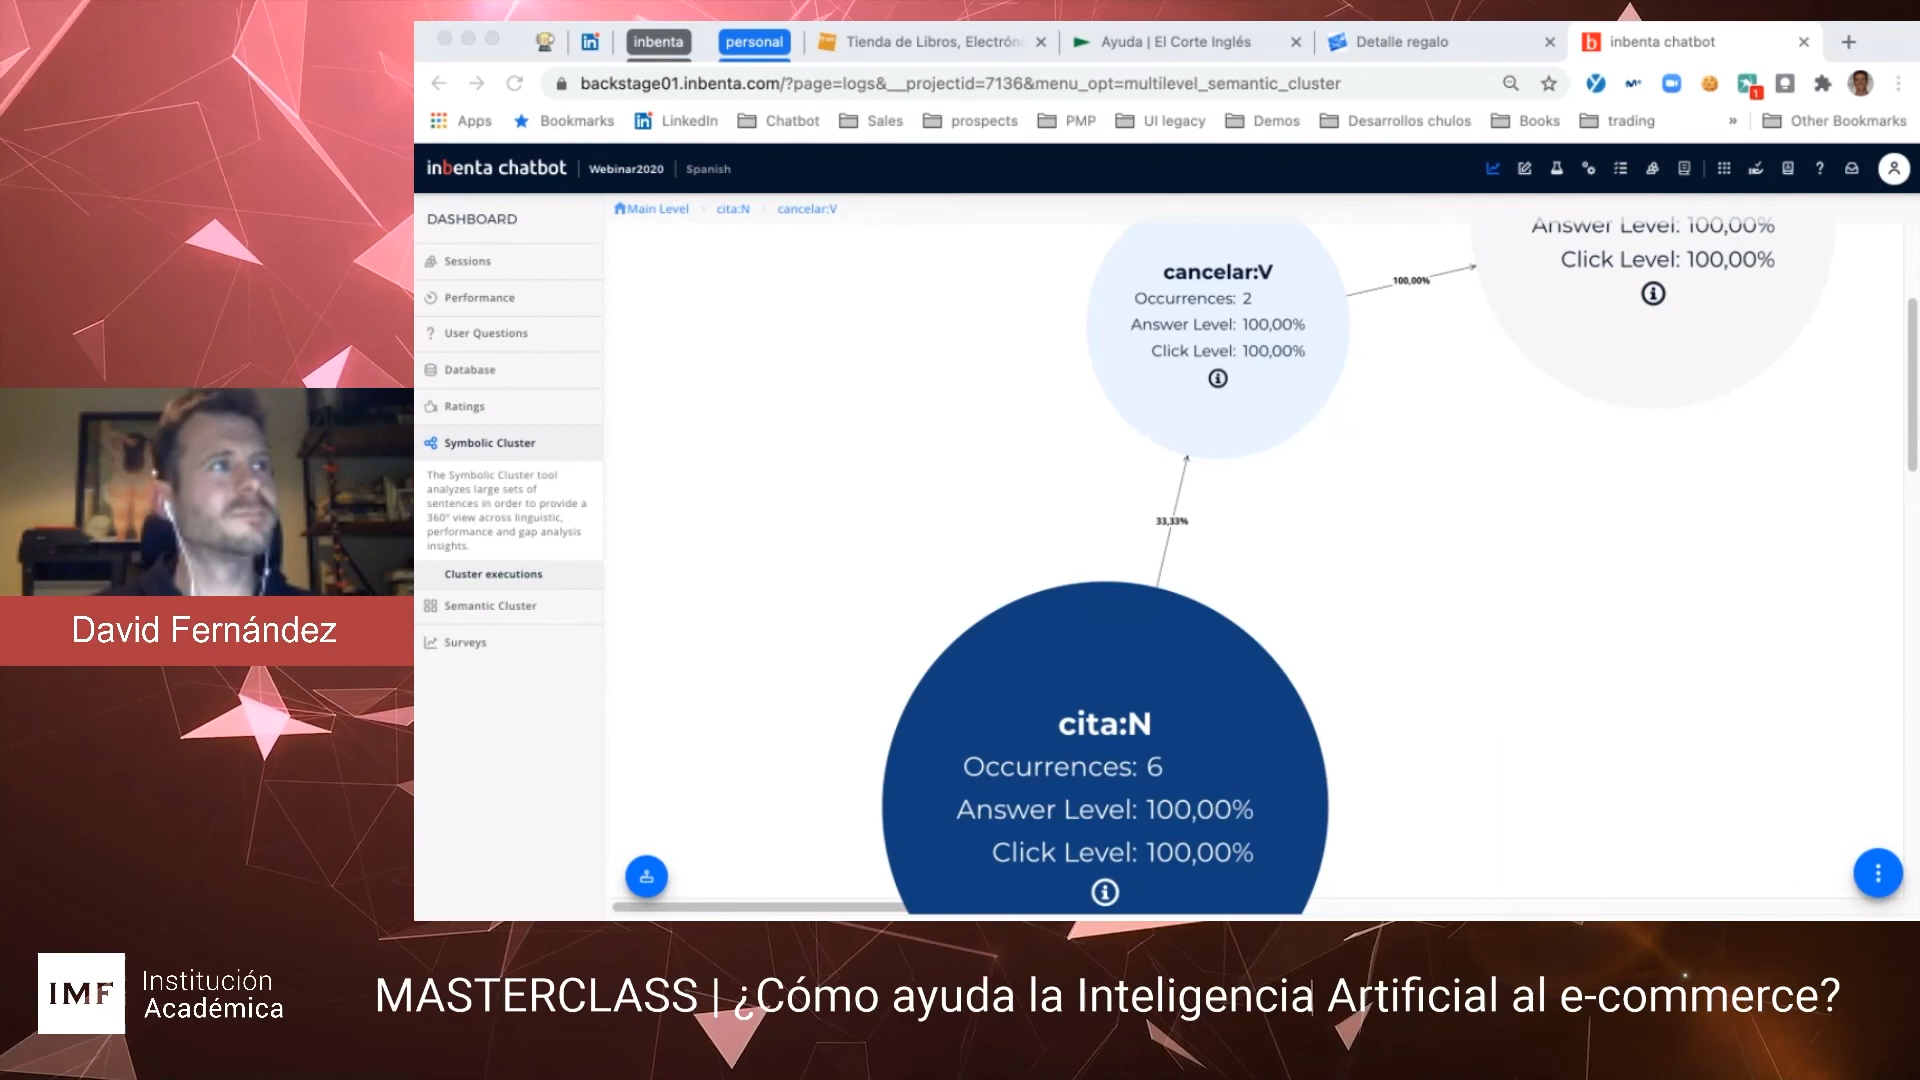 inbenta
personal
Tienda de Libros, Electróni
Ayuda | El Corte Inglés
Detalle regalo
inbenta chatbot
backstage01.inbenta.com/?page=logs&__projectid=7136&menu_opt=multilevel_semantic_cluster
1
Apps
Bookmarks
LinkedIn
Chatbot
Sales
prospects
PMP
UI legacy
Demos
Desarrollos chulos
Books
trading
»
Other Bookmarks
inbenta chatbot
Webinar2020
Spanish
Main Level
cita:N
cancelar:V
DASHBOARD
Sessions
Performance
User Questions
Database
Ratings
Symbolic Cluster
The Symbolic Cluster tool
analyzes large sets of
sentences in order to provide a
360º view across linguistic,
performance and gap analysis
insights.
Cluster executions
Semantic Cluster
Surveys
Answer Level: 100,00%
Click Level: 100,00%
cancelar:V
Occurrences: 2
Answer Level: 100,00%
Click Level: 100,00%
100,00%
33,33%
cita:N
Occurrences: 6
Answer Level: 100,00%
Click Level: 100,00%
David Fernández
IMF
Institución
Académica
MASTERCLASS | ¿Cómo ayuda la Inteligencia Artificial al e-commerce?